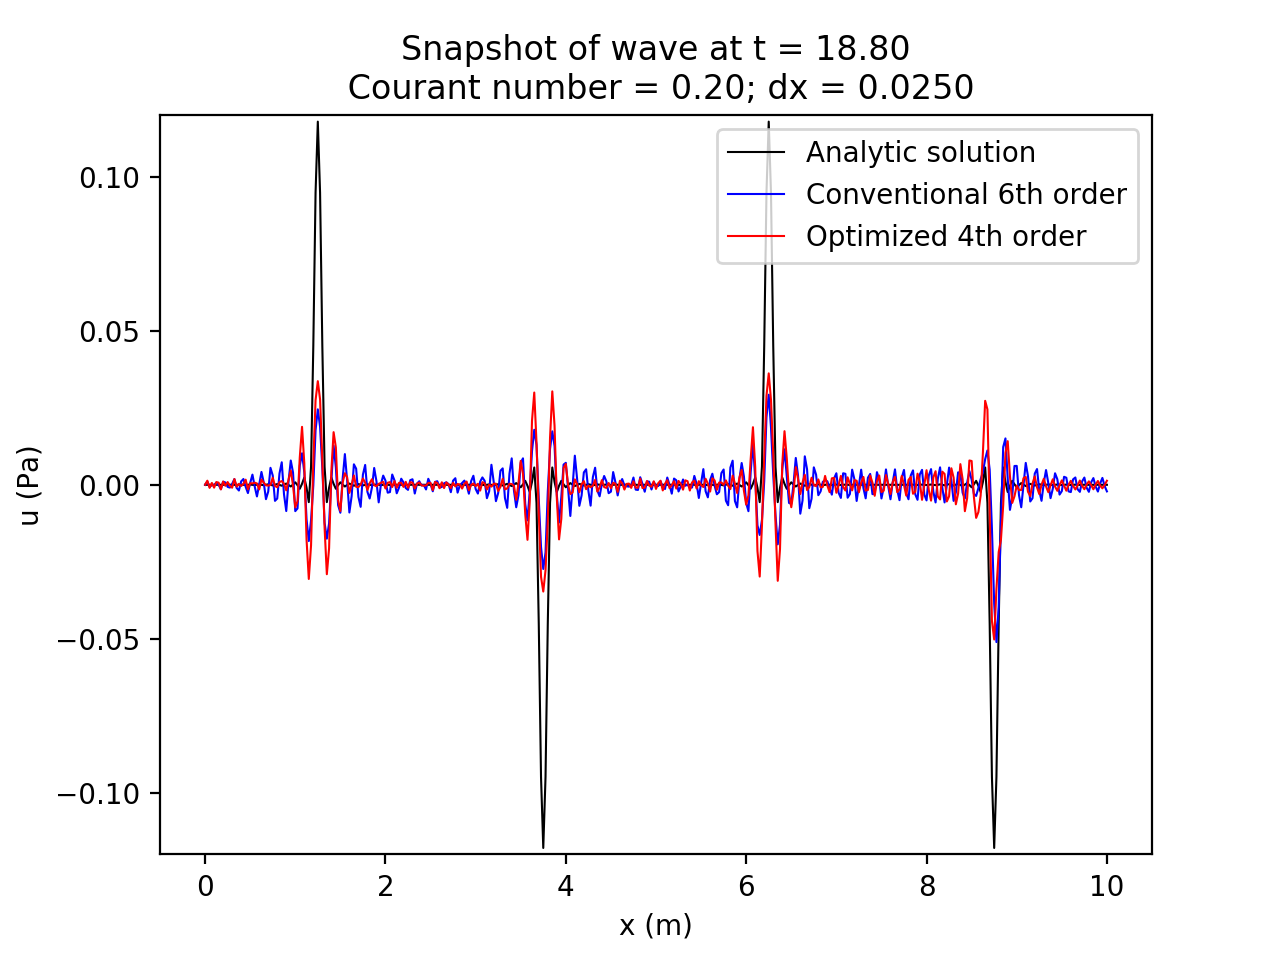 Snapshot of wave at t = 18.80
Courant number = 0.20; dx = 0.0250
Analytic solution
Conventional 6th order
Optimized 4th order
0.10
0.05
0.00
−0.05
−0.10
u (Pa)
0 2 4 6 8 10
x (m)